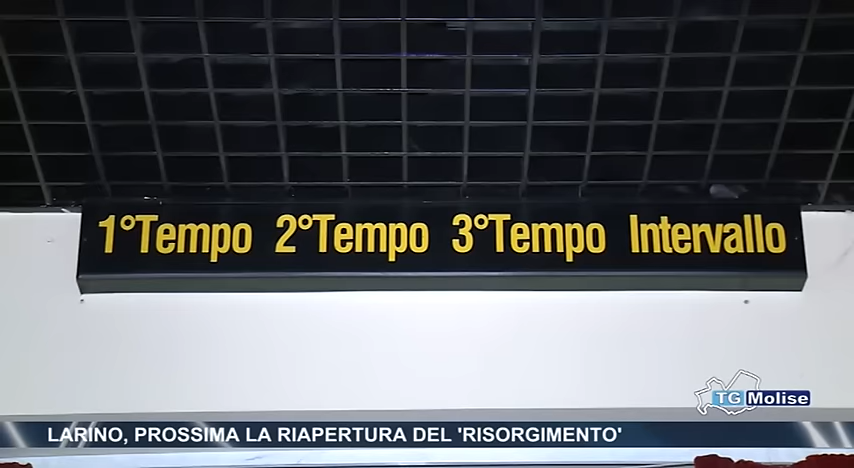 1°Tempo 2°Tempo 3°Tempo Intervallo
TG Molise
LARINO, PROSSIMA LA RIAPERTURA DEL 'RISORGIMENTO'